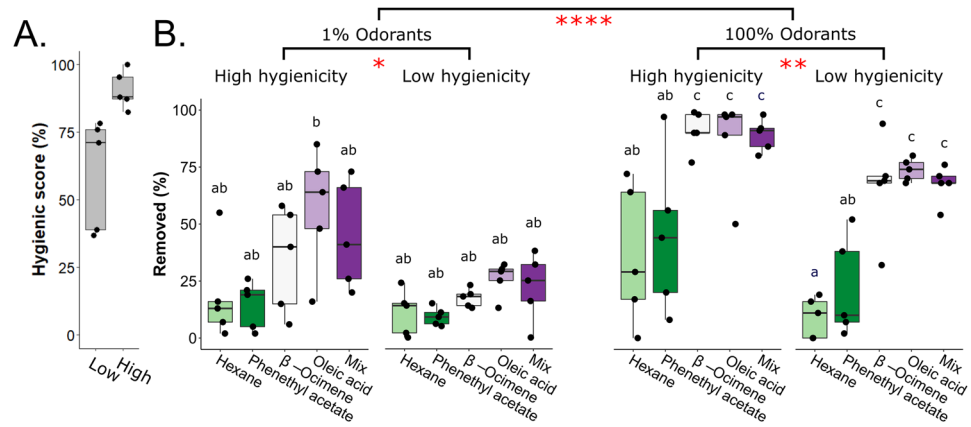 A.
B.
****
1% Odorants
100% Odorants
*
**
High hygienicity
Low hygienicity
High hygienicity
Low hygienicity
Hygienic score (%)
100
75
50
25
0
Low
High
Removed (%)
100
75
50
25
0
ab
ab
ab
b
ab
ab
ab
ab
ab
ab
ab
ab
c
c
c
a
ab
c
c
c
Hexane
Phenethyl acetate
β –Ocimene
Oleic acid
Mix
Hexane
Phenethyl acetate
β –Ocimene
Oleic acid
Mix
Hexane
Phenethyl acetate
β –Ocimene
Oleic acid
Mix
Hexane
Phenethyl acetate
β –Ocimene
Oleic acid
Mix